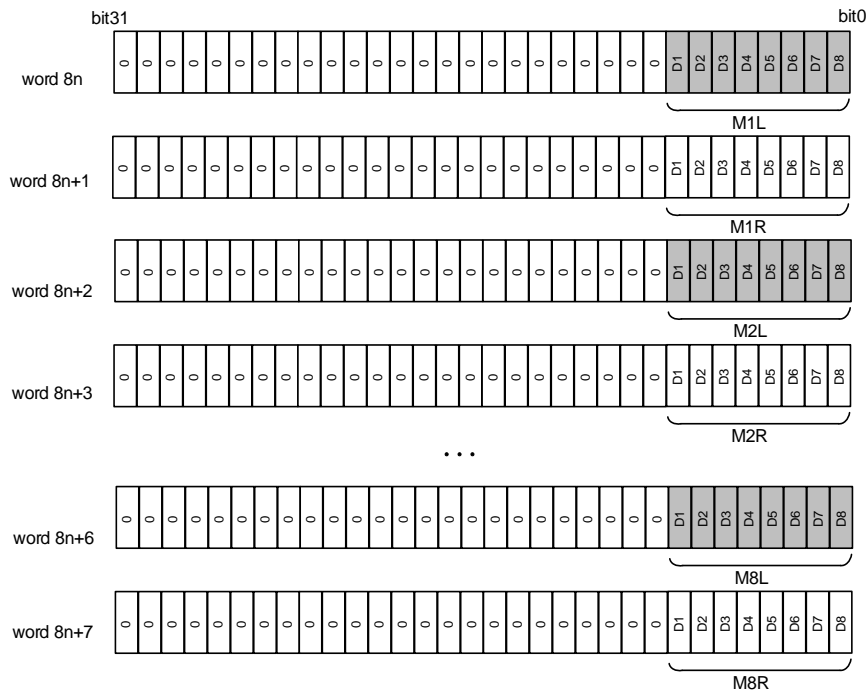 bit31 bit0
word 8n 0 0 0 0 0 0 0 0 0 0 0 0 0 0 0 0 0 0 0 0 0 0 0 0 D1 D2 D3 D4 D5 D6 D7 D8
M1L
word 8n+1 0 0 0 0 0 0 0 0 0 0 0 0 0 0 0 0 0 0 0 0 0 0 0 0 D1 D2 D3 D4 D5 D6 D7 D8
M1R
word 8n+2 0 0 0 0 0 0 0 0 0 0 0 0 0 0 0 0 0 0 0 0 0 0 0 0 D1 D2 D3 D4 D5 D6 D7 D8
M2L
word 8n+3 0 0 0 0 0 0 0 0 0 0 0 0 0 0 0 0 0 0 0 0 0 0 0 0 D1 D2 D3 D4 D5 D6 D7 D8
M2R
...
word 8n+6 0 0 0 0 0 0 0 0 0 0 0 0 0 0 0 0 0 0 0 0 0 0 0 0 D1 D2 D3 D4 D5 D6 D7 D8
M8L
word 8n+7 0 0 0 0 0 0 0 0 0 0 0 0 0 0 0 0 0 0 0 0 0 0 0 0 D1 D2 D3 D4 D5 D6 D7 D8
M8R